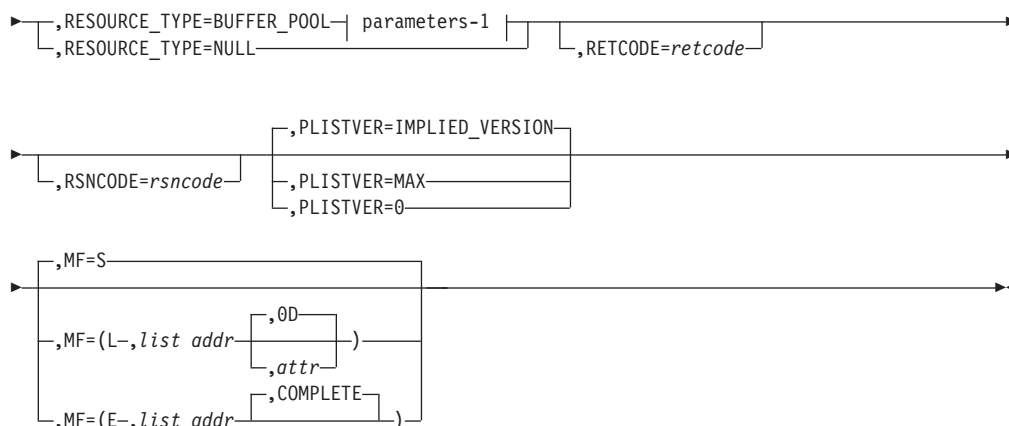 ,RESOURCE_TYPE=BUFFER_POOL parameters-1
,RESOURCE_TYPE=NULL
,RETCODE=retcode
,PLISTVER=IMPLIED_VERSION
,RSNCODE=rsncode
,PLISTVER=MAX
,PLISTVER=0
,MF=S
,0D
,MF=(L ,list addr )
,attr
,COMPLETE
,MF=(E ,list addr )